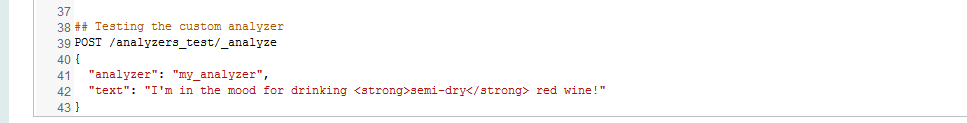 37
38 ## Testing the custom analyzer
39 POST /analyzers_test/_analyze
40 {
41   "analyzer": "my_analyzer",
42   "text": "I'm in the mood for drinking <strong>semi-dry</strong> red wine!"
43 }